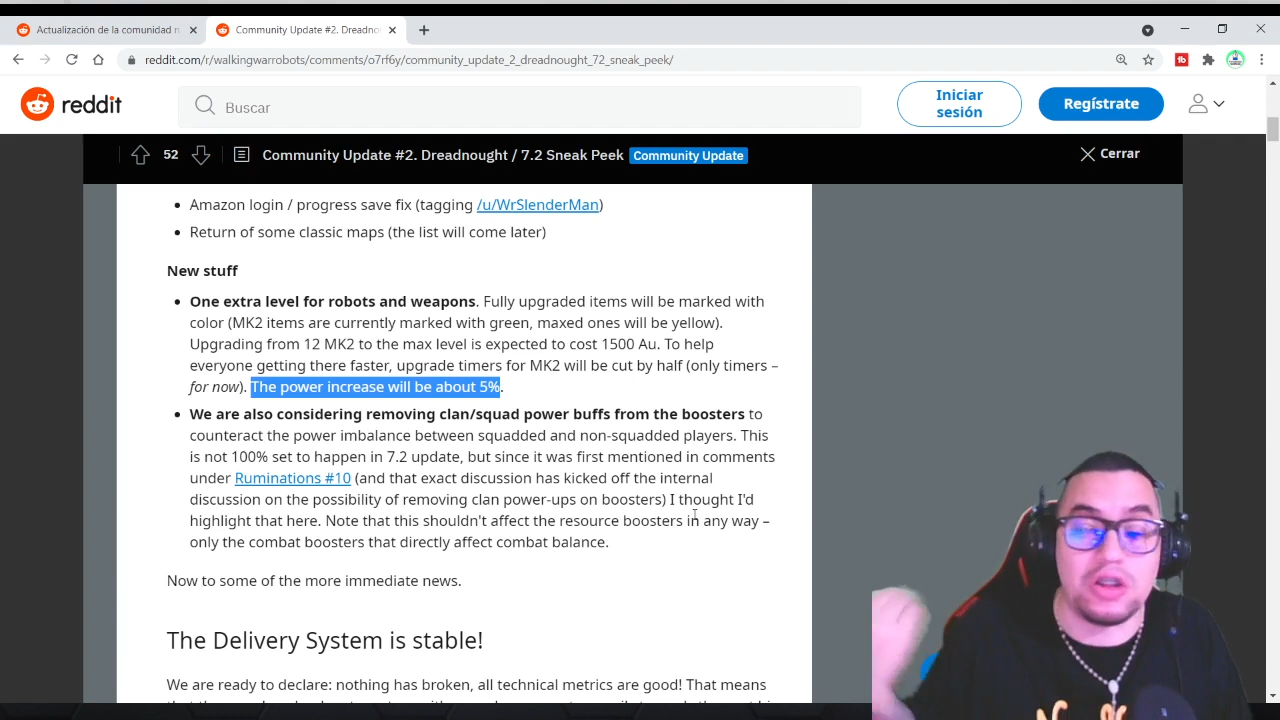 Actualización de la comunidad n
Community Update #2. Dreadno
reddit.com/r/walkingwarrobots/comments/o7rf6y/community_update_2_dreadnought_72_sneak_peek/
reddit
Buscar
Iniciar
sesión
Regístrate
52
Community Update #2. Dreadnought / 7.2 Sneak Peek Community Update
Cerrar
• Amazon login / progress save fix (tagging /u/WrSlenderMan)
• Return of some classic maps (the list will come later)
New stuff
• One extra level for robots and weapons. Fully upgraded items will be marked with
color (MK2 items are currently marked with green, maxed ones will be yellow).
Upgrading from 12 MK2 to the max level is expected to cost 1500 Au. To help
everyone getting there faster, upgrade timers for MK2 will be cut by half (only timers –
for now). The power increase will be about 5%.
• We are also considering removing clan/squad power buffs from the boosters to
counteract the power imbalance between squadded and non-squadded players. This
is not 100% set to happen in 7.2 update, but since it was first mentioned in comments
under Ruminations #10 (and that exact discussion has kicked off the internal
discussion on the possibility of removing clan power-ups on boosters) I thought I'd
highlight that here. Note that this shouldn't affect the resource boosters in any way –
only the combat boosters that directly affect combat balance.
Now to some of the more immediate news.
The Delivery System is stable!
We are ready to declare: nothing has broken, all technical metrics are good! That means